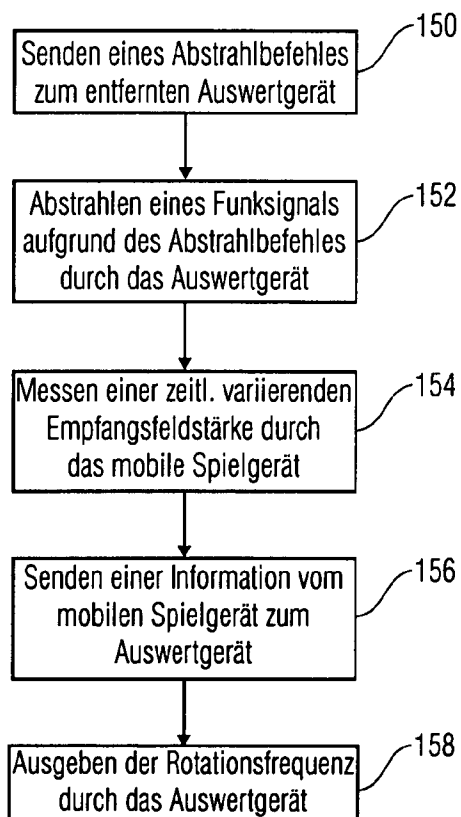 150
Senden eines Abstrahlbefehles
zum entfernten Auswertgerät
152
Abstrahlen eines Funksignals
aufgrund des Abstrahlbefehles
durch das Auswertgerät
154
Messen einer zeitl. variierenden
Empfangsfeldstärke durch
das mobile Spielgerät
156
Senden einer Information vom
mobilen Spielgerät zum
Auswertgerät
158
Ausgeben der Rotationsfrequenz
durch das Auswertgerät